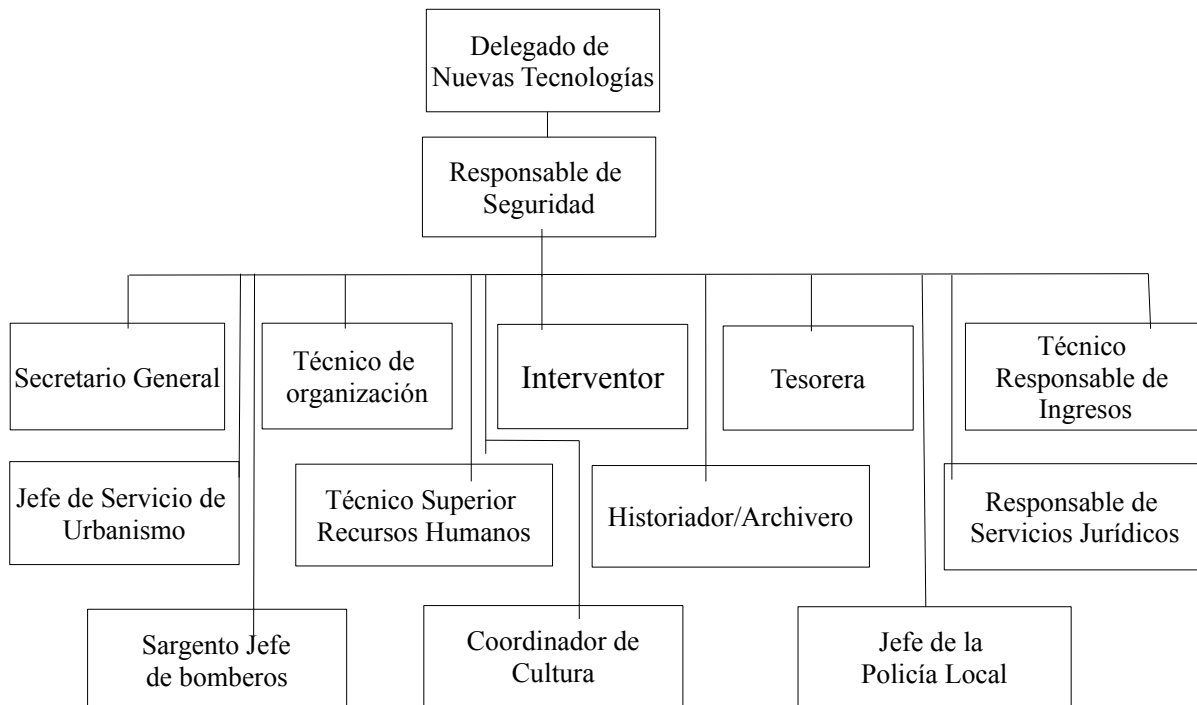 Delegado de
Nuevas Tecnologías
Responsable de
Seguridad
Secretario General
Técnico de
organización
Interventor
Tesorera
Técnico
Responsable de
Ingresos
Jefe de Servicio de
Urbanismo
Técnico Superior
Recursos Humanos
Historiador/Archivero
Responsable de
Servicios Jurídicos
Sargento Jefe
de bomberos
Coordinador de
Cultura
Jefe de la
Policía Local